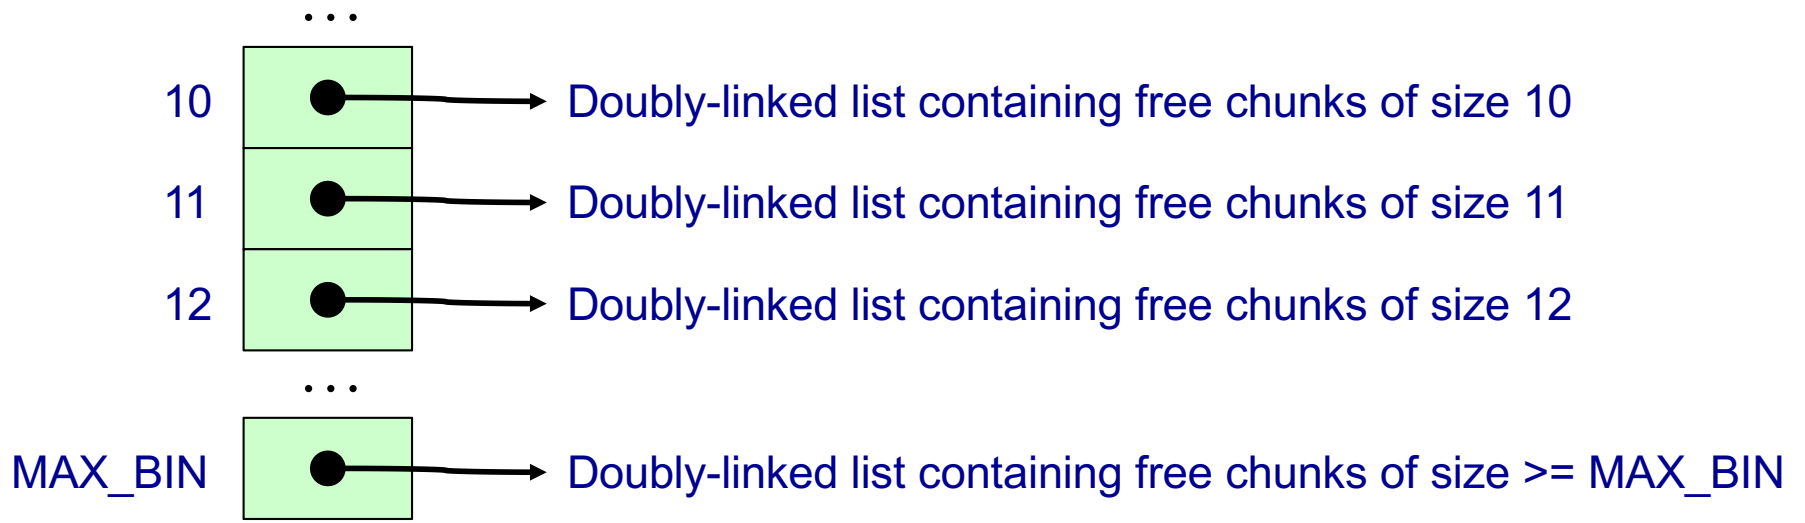 ...
10 Doubly-linked list containing free chunks of size 10
11 Doubly-linked list containing free chunks of size 11
12 Doubly-linked list containing free chunks of size 12
...
MAX_BIN Doubly-linked list containing free chunks of size >= MAX_BIN